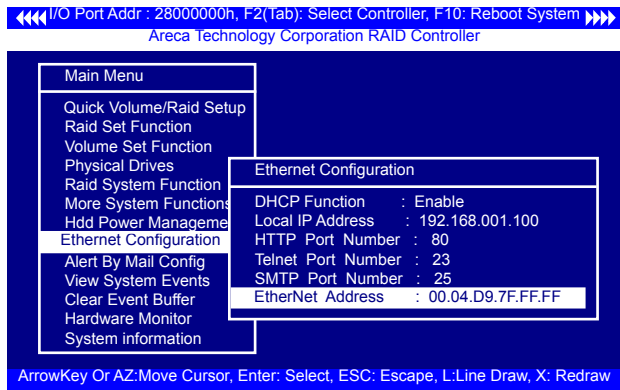 I/O Port Addr : 28000000h, F2(Tab): Select Controller, F10: Reboot System
Areca Technology Corporation RAID Controller
Main Menu
Quick Volume/Raid Setup
Raid Set Function
Volume Set Function
Physical Drives
Raid System Function
More System Functions
Hdd Power Manageme
Ethernet Configuration
Alert By Mail Config
View System Events
Clear Event Buffer
Hardware Monitor
System information
Ethernet Configuration
DHCP Function : Enable
Local IP Address : 192.168.001.100
HTTP Port Number : 80
Telnet Port Number : 23
SMTP Port Number : 25
EtherNet Address : 00.04.D9.7F.FF.FF
ArrowKey Or AZ:Move Cursor, Enter: Select, ESC: Escape, L:Line Draw, X: Redraw